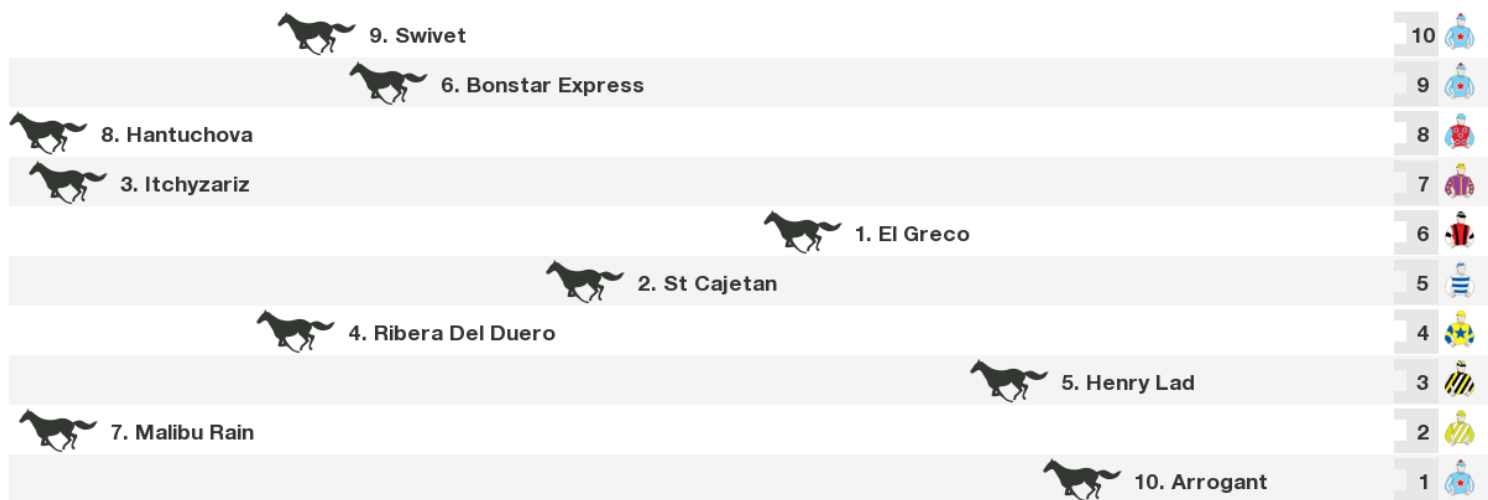 9. Swivet 10
6. Bonstar Express 9
8. Hantuchova 8
3. Itchyzariz 7
1. El Greco 6
2. St Cajetan 5
4. Ribera Del Duero 4
5. Henry Lad 3
7. Malibu Rain 2
10. Arrogant 1